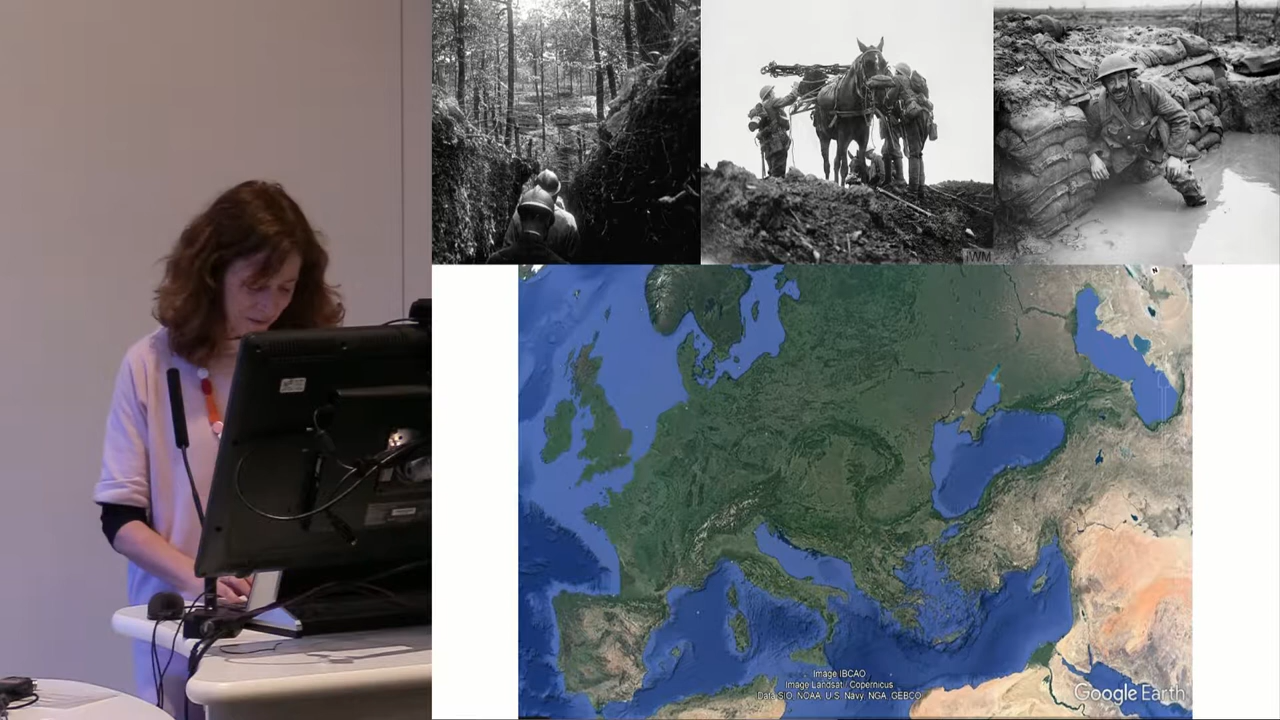 IWM
N
Image IBCAO
Image Landsat / Copernicus
Data SIO, NOAA, U.S. Navy, NGA, GEBCO
Google Earth